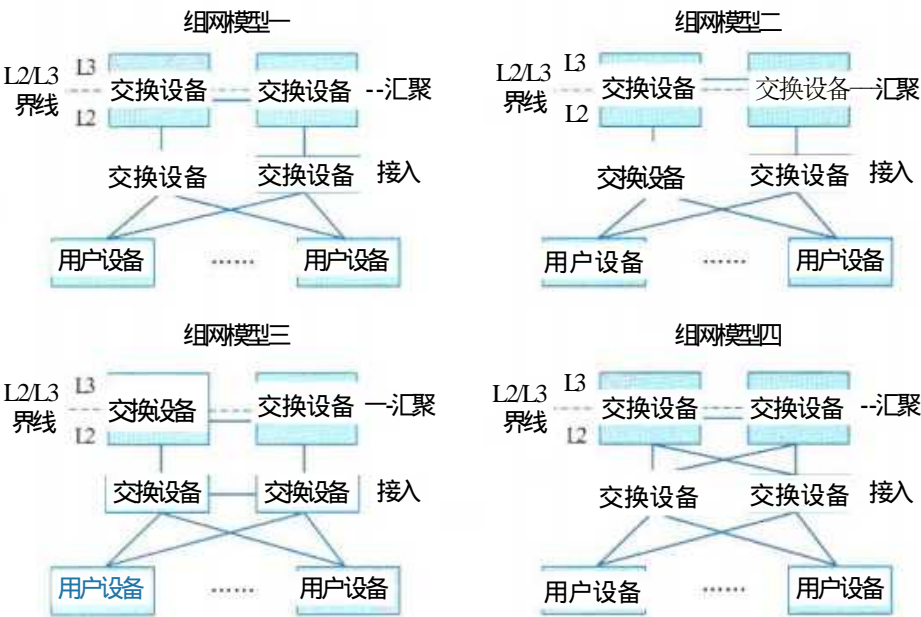 组网模型一
L2/L3
界线
L3
L2
交换设备
交换设备
--汇聚
交换设备
交换设备
接入
用户设备
······
用户设备
组网模型二
L2/L3
界线
L3
L2
交换设备
交换设备
一汇聚
交换设备
交换设备
接入
用户设备
······
用户设备
组网模型三
L2/L3
界线
L3
L2
交换设备
交换设备
一-汇聚
交换设备
交换设备
接入
用户设备
······
用户设备
组网模型四
L2/L3
界线
L3
L2
交换设备
交换设备
--汇聚
交换设备
交换设备
接入
用户设备
······
用户设备